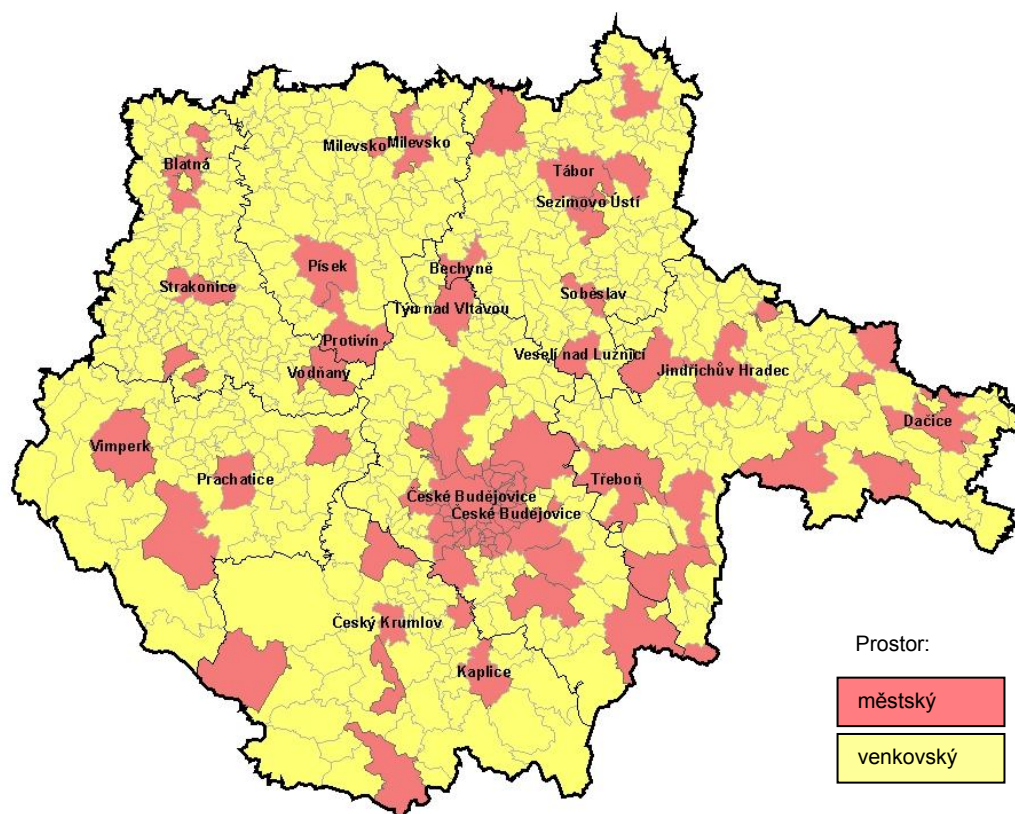 Milevsko
Milevsko
Blatná
Tábor
Sezimovo Ústí
Písek
Bechyně
Strakonice
Soběslav
Týn nad Vltavou
Protivín
Veselí nad Lužnicí
Vodňany
Jindřichův Hradec
Dačice
Vimperk
Prachatice
Třeboň
České Budějovice
České Budějovice
Český Krumlov
Kaplice
Prostor:
městský
venkovský